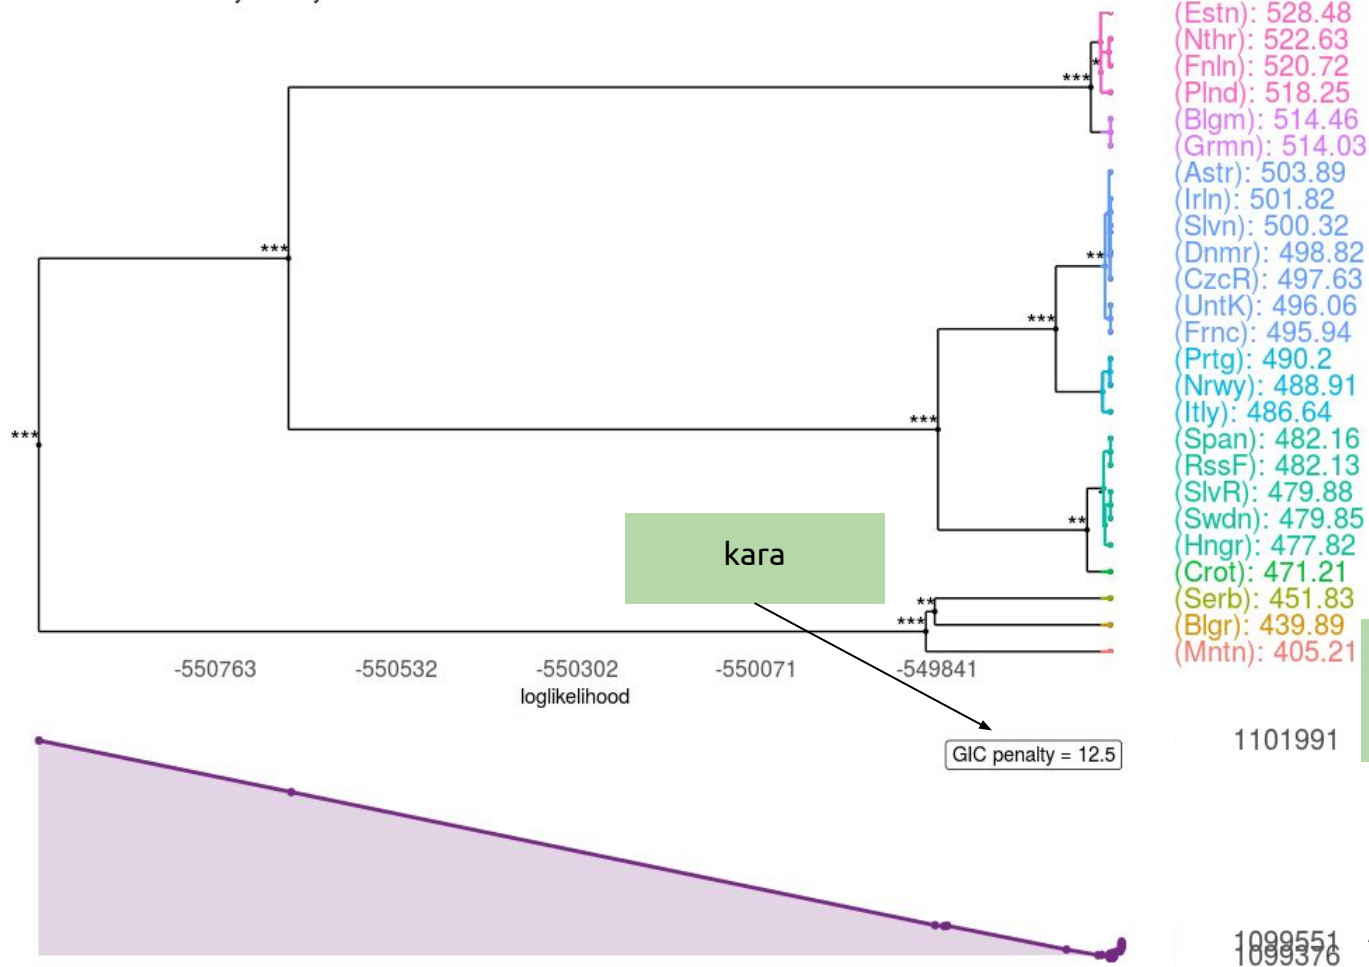 (Estn): 528.48
(Nthr): 522.63
*
(Fnln): 520.72
***
(Plnd): 518.25
(Blgm): 514.46
(Grmn): 514.03
(Astr): 503.89
(Irln): 501.82
(Slvn): 500.32
***
**
(Dnmr): 498.82
(CzcR): 497.63
(UntK): 496.06
***
(Frnc): 495.94
(Prtg): 490.2
(Nrwy): 488.91
(Itly): 486.64
***
***
(Span): 482.16
(RssF): 482.13
(SlvR): 479.88
**
(Swdn): 479.85
(Hngr): 477.82
kara
(Crot): 471.21
**
(Serb): 451.83
***
(Blgr): 439.89
(Mntn): 405.21
-550763 -550532 -550302 -550071 -549841
loglikelihood
GIC penalty = 12.5
1101991
1099551
1099376